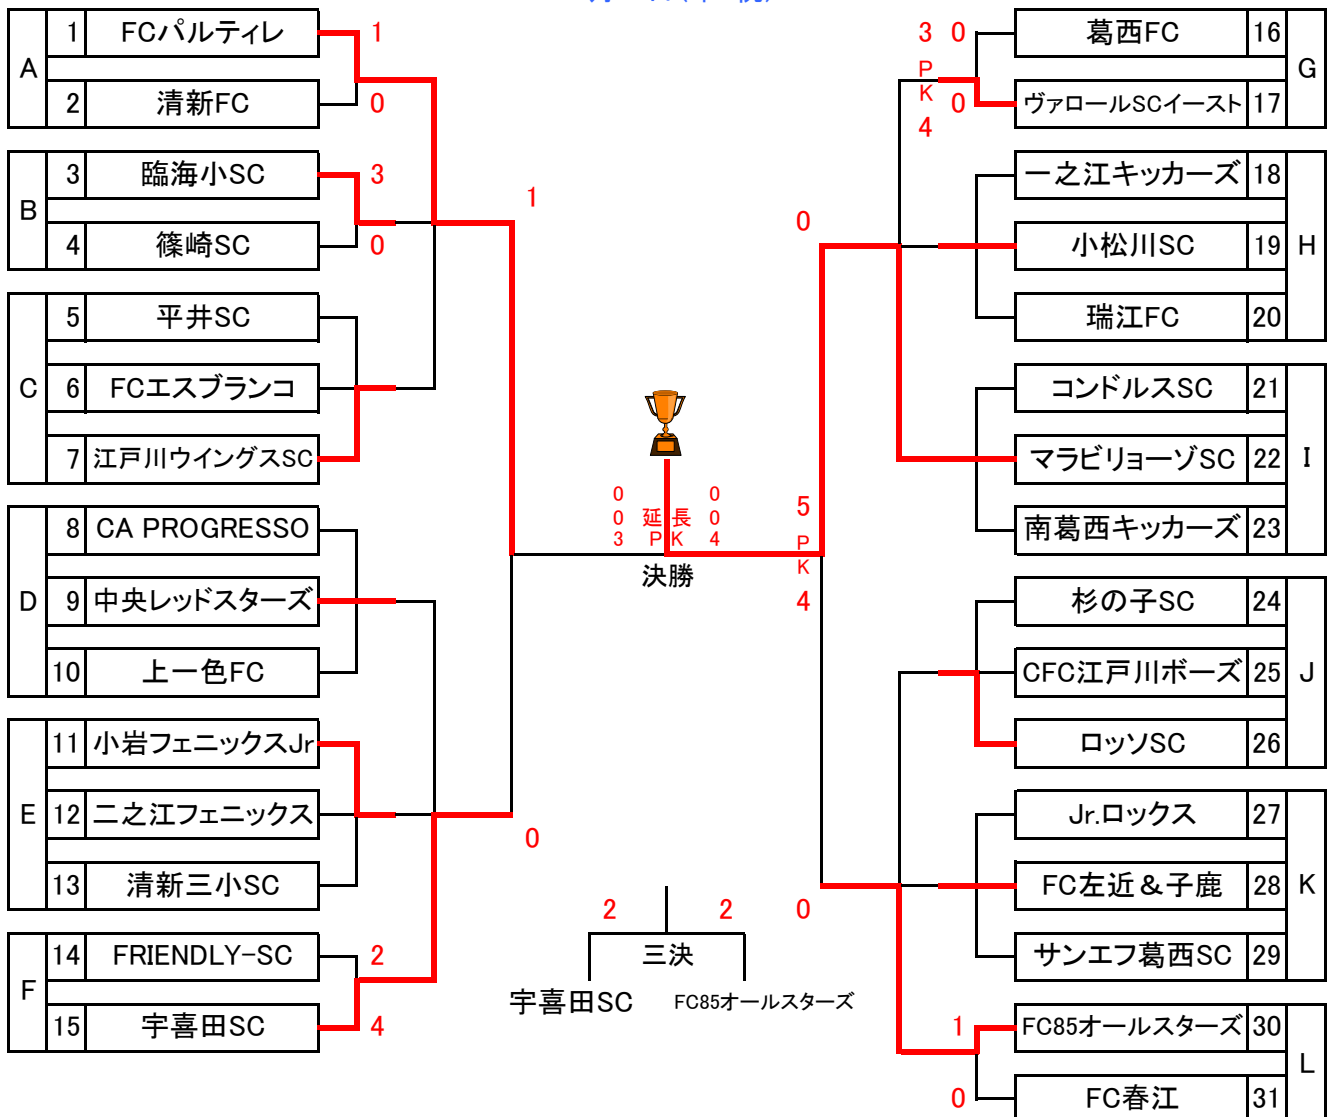 A
1 FCパルティレ 1
2 清新FC 0
B
3 臨海小SC 3
4 篠崎SC 0
C
5 平井SC
6 FCエスブランコ
7 江戸川ウイングスSC
D
8 CA PROGRESSO
9 中央レッドスターズ
10 上一色FC
E
11 小岩フェニックスJr
12 二之江フェニックス
13 清新三小SC
F
14 FRIENDLY-SC 2
15 宇喜田SC 4
1
0
0 0
0 延長 0
3 PK 4
決勝
2 2
三決
宇喜田SC FC85オールスターズ
0
5
P
K
4
0
3
P
K
4
0 葛西FC 16
0 ヴァロールSCイースト 17
G
一之江キッカーズ 18
小松川SC 19
瑞江FC 20
H
コンドルスSC 21
マラビリョーゾSC 22
南葛西キッカーズ 23
I
杉の子SC 24
CFC江戸川ボーズ 25
ロッソSC 26
J
Jr.ロックス 27
FC左近＆子鹿 28
サンエフ葛西SC 29
K
1 FC85オールスターズ 30
0 FC春江 31
L